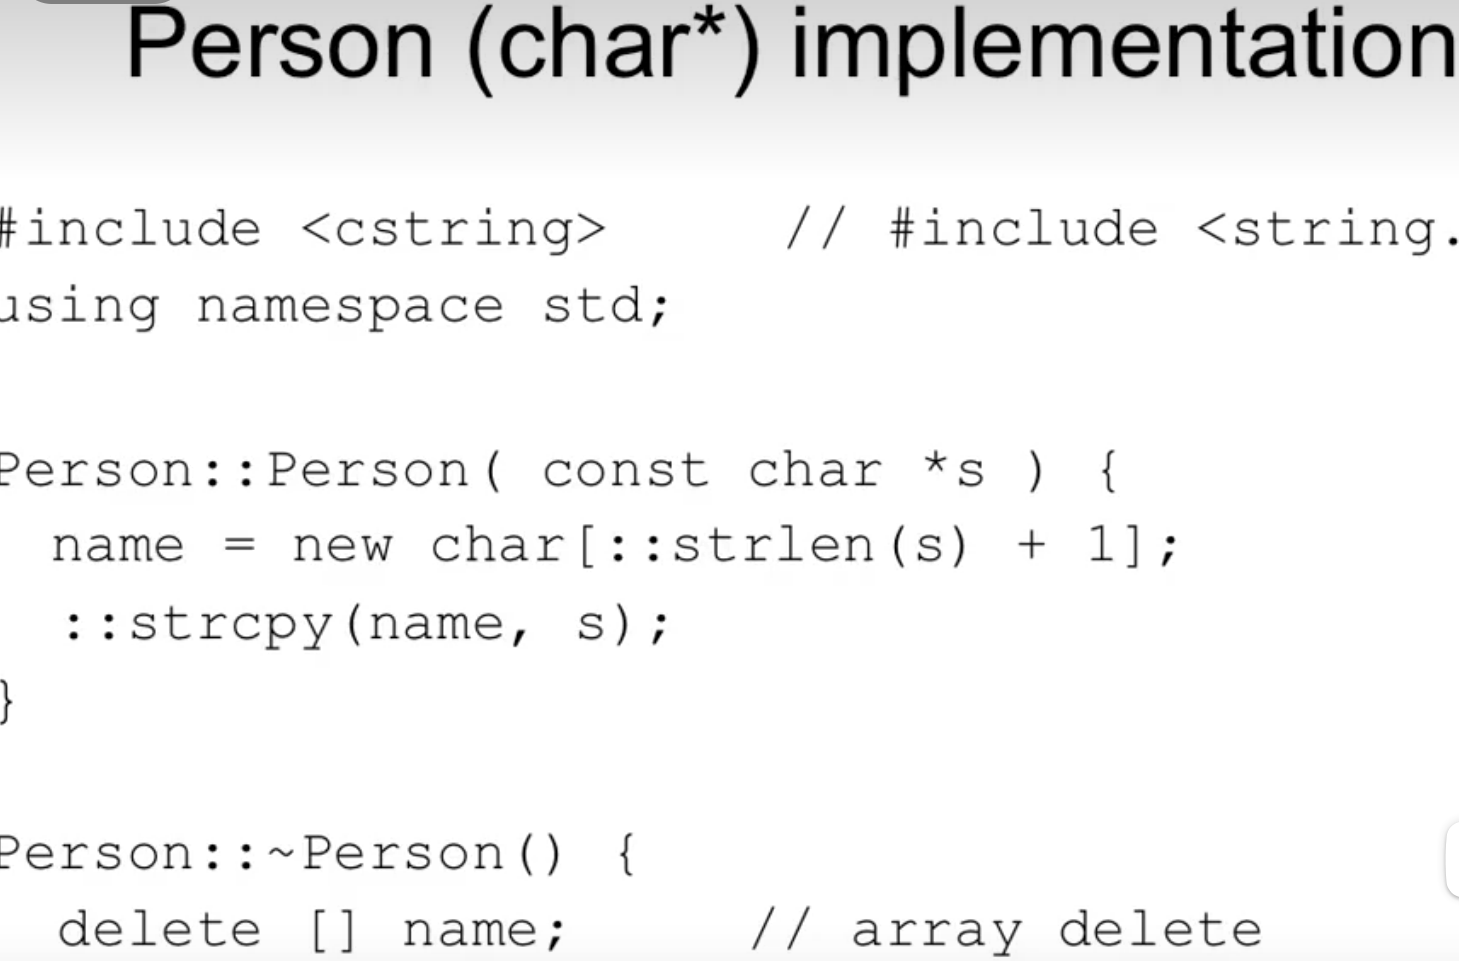 Person (char*) implementation
#include <cstring> // #include <string.
using namespace std;
Person::Person( const char *s ) {
name = new char[::strlen(s) + 1];
::strcpy(name, s);
}
Person::~Person() {
delete [] name; // array delete